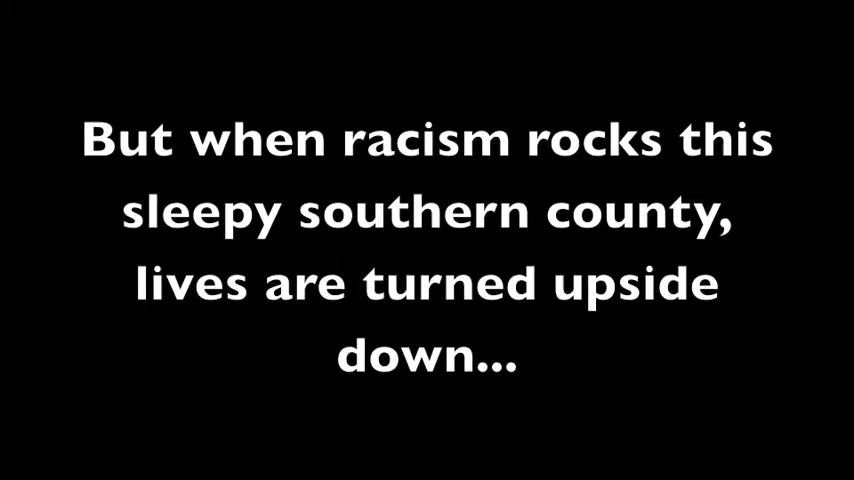 But when racism rocks this
sleepy southern county,
lives are turned upside
down...